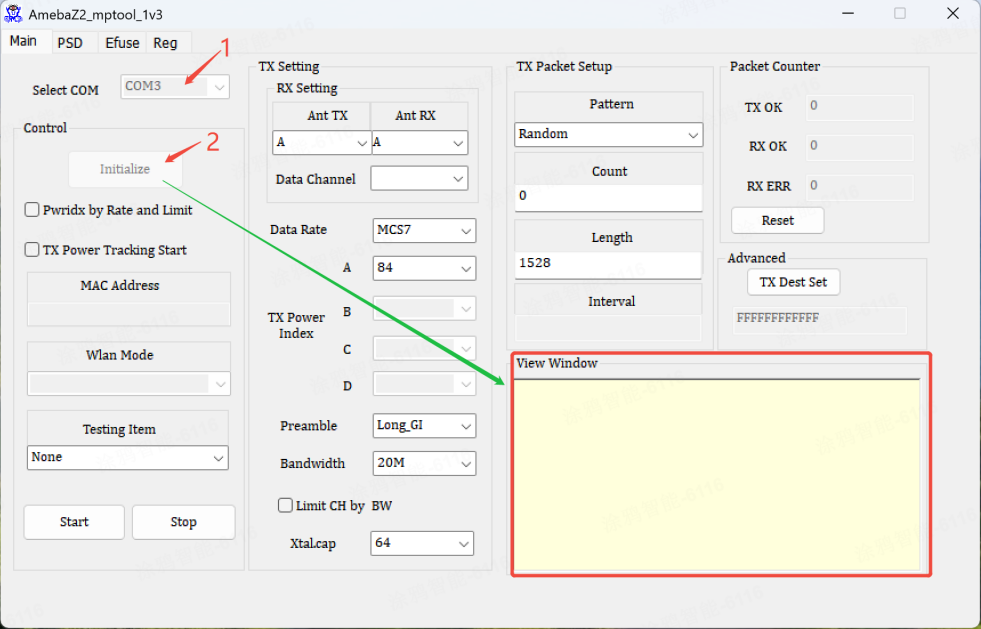 AmebaZ2_mptool_1v3
Main PSD Efuse Reg
1
Select COM COM3
Control
2
Initialize
Pwridx by Rate and Limit
TX Power Tracking Start
MAC Address
Wlan Mode
Testing Item
None
Start Stop
TX Setting
RX Setting
Ant TX Ant RX
A A
Data Channel
Data Rate MCS7
A 84
TX Power Index
B
C
D
Preamble Long_GI
Bandwidth 20M
Limit CH by BW
Xtal.cap 64
TX Packet Setup
Pattern
Random
Count
0
Length
1528
Interval
Packet Counter
TX OK 0
RX OK 0
RX ERR 0
Reset
Advanced
TX Dest Set
FFFFFFFFFFFF
View Window